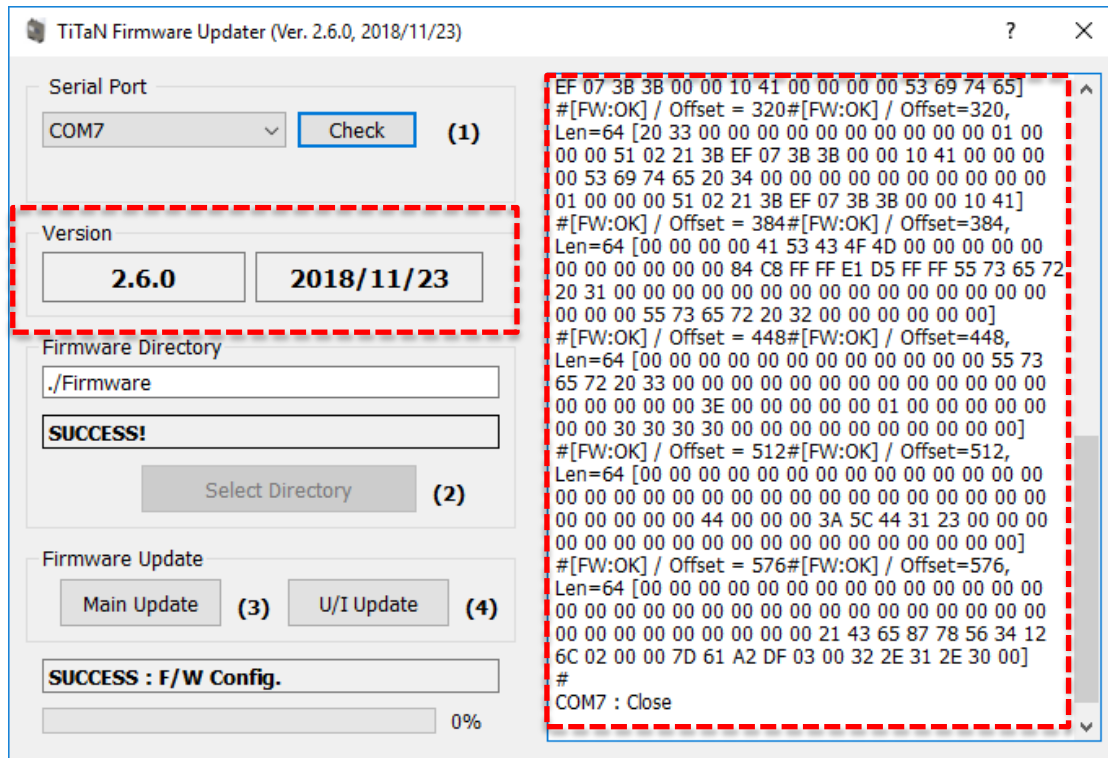 TiTaN Firmware Updater (Ver. 2.6.0, 2018/11/23)
?
Serial Port
COM7
Check
(1)
Version
2.6.0
2018/11/23
Firmware Directory
./Firmware
SUCCESS!
Select Directory
(2)
Firmware Update
Main Update
(3)
U/I Update
(4)
SUCCESS : F/W Config.
0%
EF 07 3B 3B 00 00 10 41 00 00 00 00 53 69 74 65]
#[FW:OK] / Offset = 320#[FW:OK] / Offset=320,
Len=64 [20 33 00 00 00 00 00 00 00 00 00 00 01 00
00 00 51 02 21 3B EF 07 3B 3B 00 00 10 41 00 00 00
00 53 69 74 65 20 34 00 00 00 00 00 00 00 00 00 00
01 00 00 00 51 02 21 3B EF 07 3B 3B 00 00 10 41]
#[FW:OK] / Offset = 384#[FW:OK] / Offset=384,
Len=64 [00 00 00 00 41 53 43 4F 4D 00 00 00 00 00
00 00 00 00 00 00 84 C8 FF FF E1 D5 FF FF 55 73 65 72
20 31 00 00 00 00 00 00 00 00 00 00 00 00 00 00 00
00 00 00 55 73 65 72 20 32 00 00 00 00 00 00]
#[FW:OK] / Offset = 448#[FW:OK] / Offset=448,
Len=64 [00 00 00 00 00 00 00 00 00 00 00 00 55 73
65 72 20 33 00 00 00 00 00 00 00 00 00 00 00 00 00
00 00 00 00 00 3E 00 00 00 00 00 01 00 00 00 00 00
00 00 30 30 30 30 00 00 00 00 00 00 00 00 00 00]
#[FW:OK] / Offset = 512#[FW:OK] / Offset=512,
Len=64 [00 00 00 00 00 00 00 00 00 00 00 00 00 00
00 00 00 00 00 00 00 00 00 00 00 00 00 00 00 00 00
00 00 00 00 00 44 00 00 00 00 3A 5C 44 31 23 00 00 00
00 00 00 00 00 00 00 00 00 00 00 00 00 00 00 00]
#[FW:OK] / Offset = 576#[FW:OK] / Offset=576,
Len=64 [00 00 00 00 00 00 00 00 00 00 00 00 00 00
00 00 00 00 00 00 00 00 00 00 00 00 00 00 00 00 00
00 00 00 00 00 00 00 00 00 21 43 65 87 78 56 34 12
6C 02 00 00 7D 61 A2 DF 03 00 32 2E 31 2E 30 00]
#
COM7 : Close